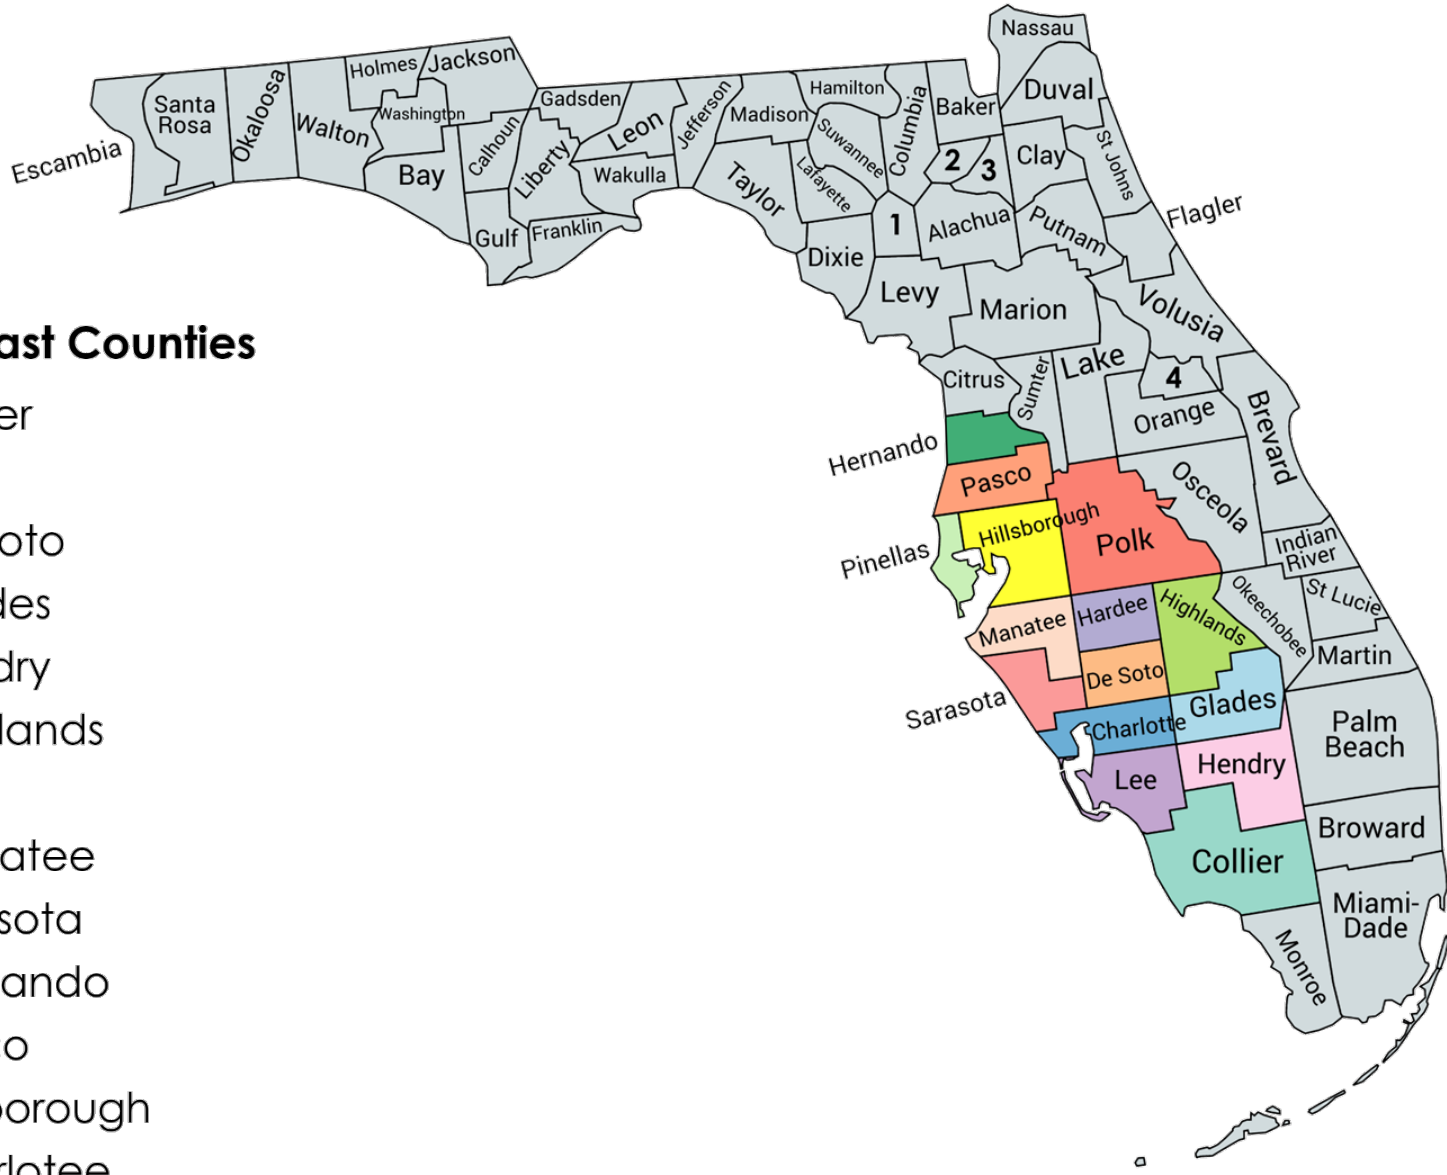 Nassau
Holmes
Jackson
Santa
Rosa
Okaloosa
Walton
Washington
Gadsden
Leon
Jefferson
Madison
Hamilton
Columbia
Baker
Duval
Escambia
Bay
Calhoun
Liberty
Wakulla
Taylor
Suwannee
Lafayette
2
3
Clay
St Johns
Gulf
Franklin
Dixie
1
Alachua
Putnam
Flagler
Levy
Marion
Volusia
ast Counties
Citrus
Sumter
Lake
4
Orange
Brevard
er
Hernando
Pasco
Osceola
oto
Pinellas
Hillsborough
Polk
Indian
River
des
Manatee
Hardee
Highlands
Okeechobee
St Lucie
dry
De Soto
Martin
lands
Sarasota
Charlotte
Glades
Palm
Beach
Lee
Hendry
atee
Collier
Broward
sota
Miami-
Dade
ando
Monroe
o
borough
rlotee